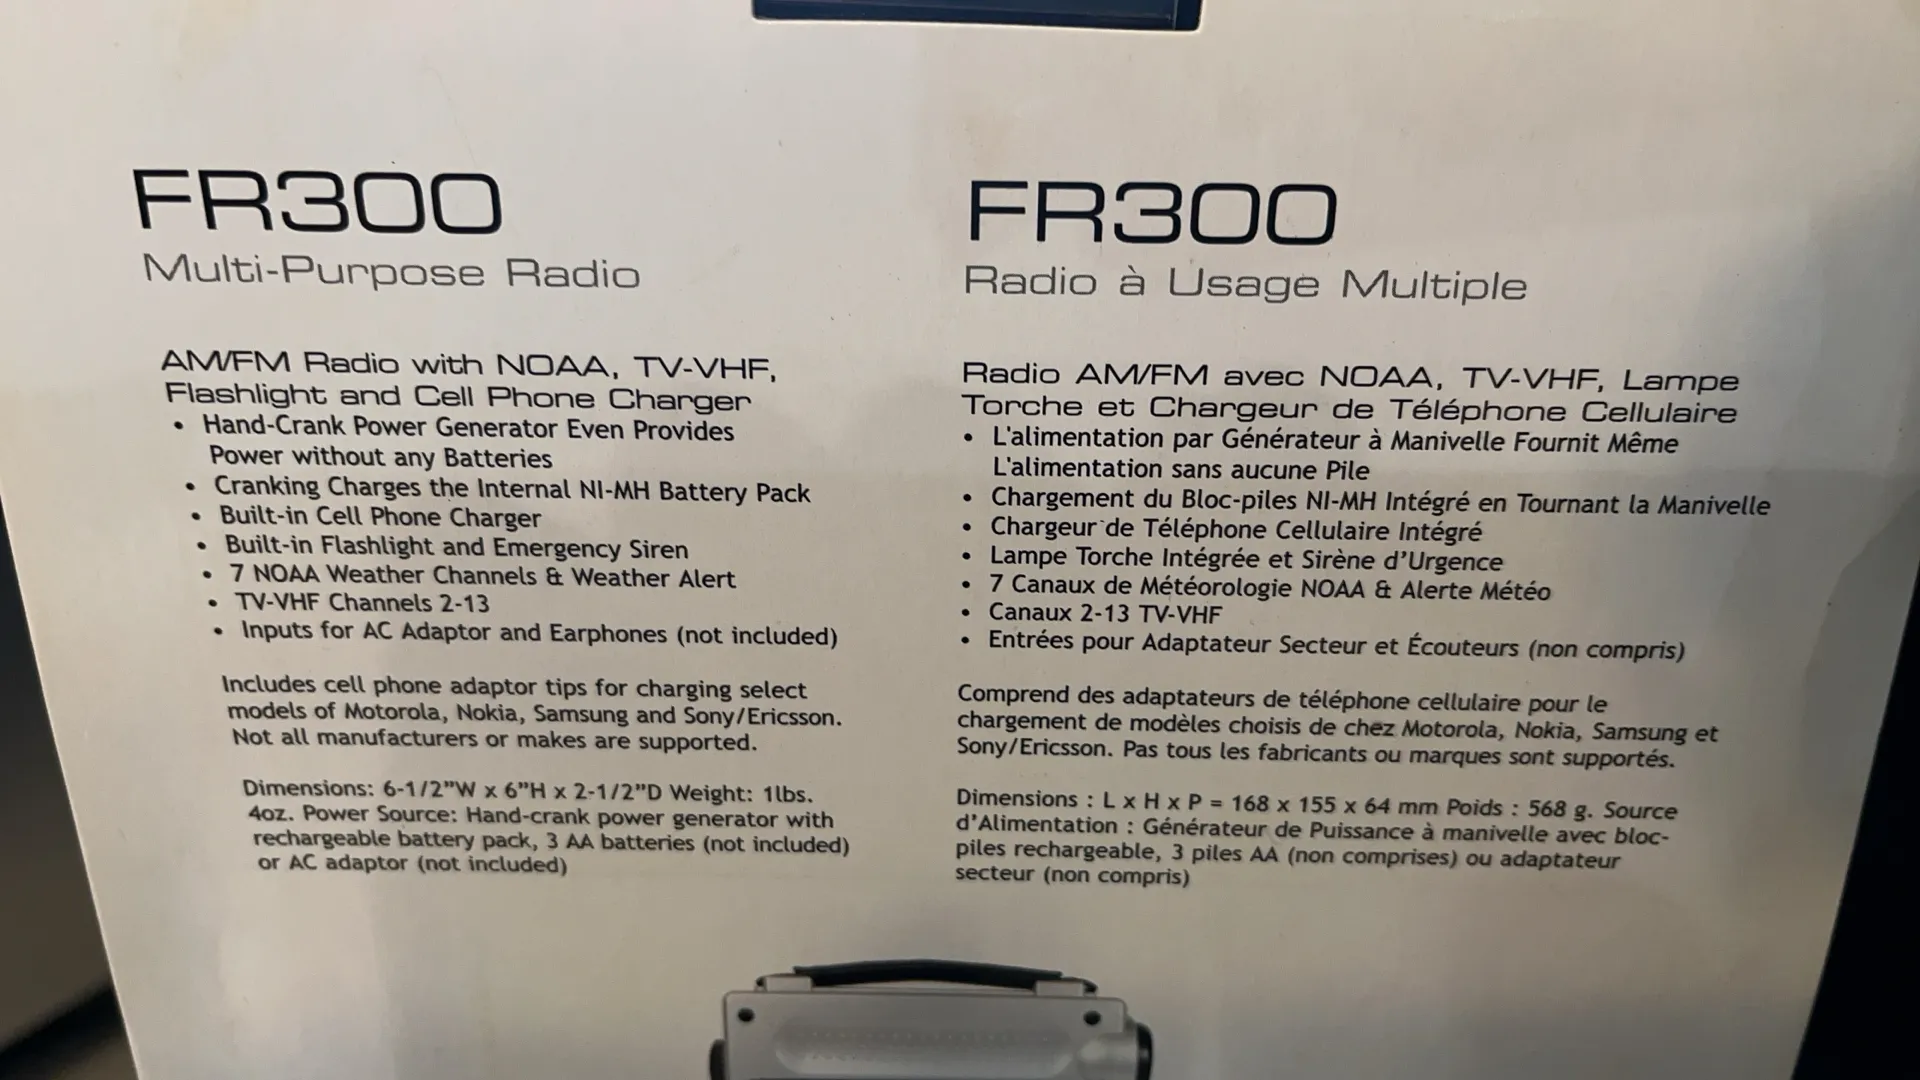 FR300
Multi-Purpose Radio
AM/FM Radio with NOAA, TV-VHF,
Flashlight and Cell Phone Charger
• Hand-Crank Power Generator Even Provides
Power without any Batteries
• Cranking Charges the Internal NI-MH Battery Pack
• Built-in Cell Phone Charger
• Built-in Flashlight and Emergency Siren
• 7 NOAA Weather Channels & Weather Alert
• TV-VHF Channels 2-13
• Inputs for AC Adaptor and Earphones (not included)
Includes cell phone adaptor tips for charging select
models of Motorola, Nokia, Samsung and Sony/Ericsson.
Not all manufacturers or makes are supported.
Dimensions: 6-1/2"W x 6"H x 2-1/2"D Weight: 1lbs.
4oz. Power Source: Hand-crank power generator with
rechargeable battery pack, 3 AA batteries (not included)
or AC adaptor (not included)
FR300
Radio à Usage Multiple
Radio AM/FM avec NOAA, TV-VHF, Lampe
Torche et Chargeur de Téléphone Cellulaire
• L'alimentation par Générateur à Manivelle Fournit Même
L'alimentation sans aucune Pile
• Chargement du Bloc-piles NI-MH Intégré en Tournant la Manivelle
• Chargeur de Téléphone Cellulaire Intégré
• Lampe Torche Intégrée et Sirène d'Urgence
• 7 Canaux de Météorologie NOAA & Alerte Météo
• Canaux 2-13 TV-VHF
• Entrées pour Adaptateur Secteur et Écouteurs (non compris)
Comprend des adaptateurs de téléphone cellulaire pour le
chargement de modèles choisis de chez Motorola, Nokia, Samsung et
Sony/Ericsson. Pas tous les fabricants ou marques sont supportés.
Dimensions : L x H x P = 168 x 155 x 64 mm Poids : 568 g. Source
d'Alimentation : Générateur de Puissance à manivelle avec bloc-
piles rechargeable, 3 piles AA (non comprises) ou adaptateur
secteur (non compris)